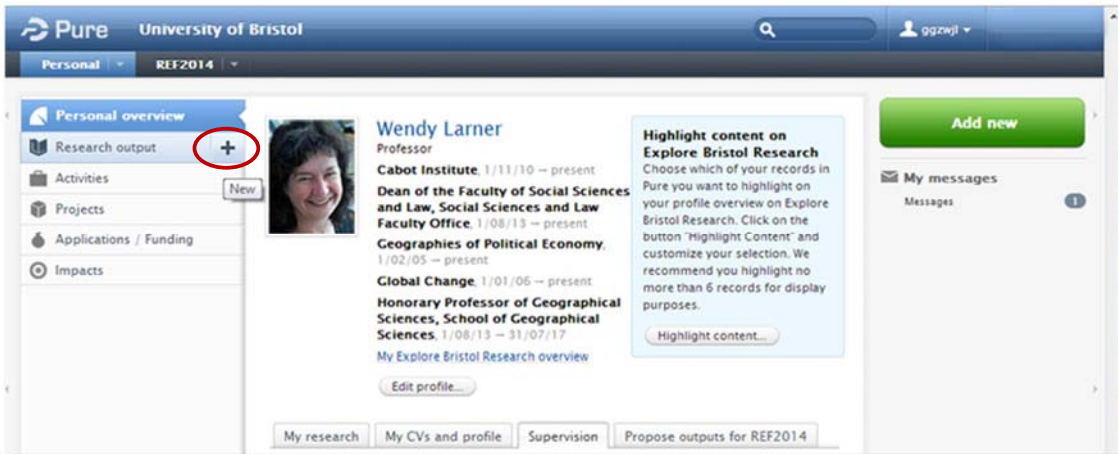 Pure University of Bristol
ggzwjl
Personal REF2014
Personal overview
Research output
New
Activities
Projects
Applications / Funding
Impacts
Wendy Larner
Professor
Cabot Institute, 1/11/10 – present
Dean of the Faculty of Social Sciences
and Law, Social Sciences and Law
Faculty Office, 1/08/13 – present
Geographies of Political Economy,
1/02/05 – present
Global Change, 1/01/06 – present
Honorary Professor of Geographical
Sciences, School of Geographical
Sciences, 1/08/13 – 31/07/17
My Explore Bristol Research overview
Edit profile...
Highlight content on
Explore Bristol Research
Choose which of your records in
Pure you want to highlight on
your profile overview on Explore
Bristol Research. Click on the
button "Highlight Content" and
customize your selection. We
recommend you highlight no
more than 6 records for display
purposes.
Highlight content...
Add new
My messages
Messages 1
My research My CVs and profile Supervision Propose outputs for REF2014